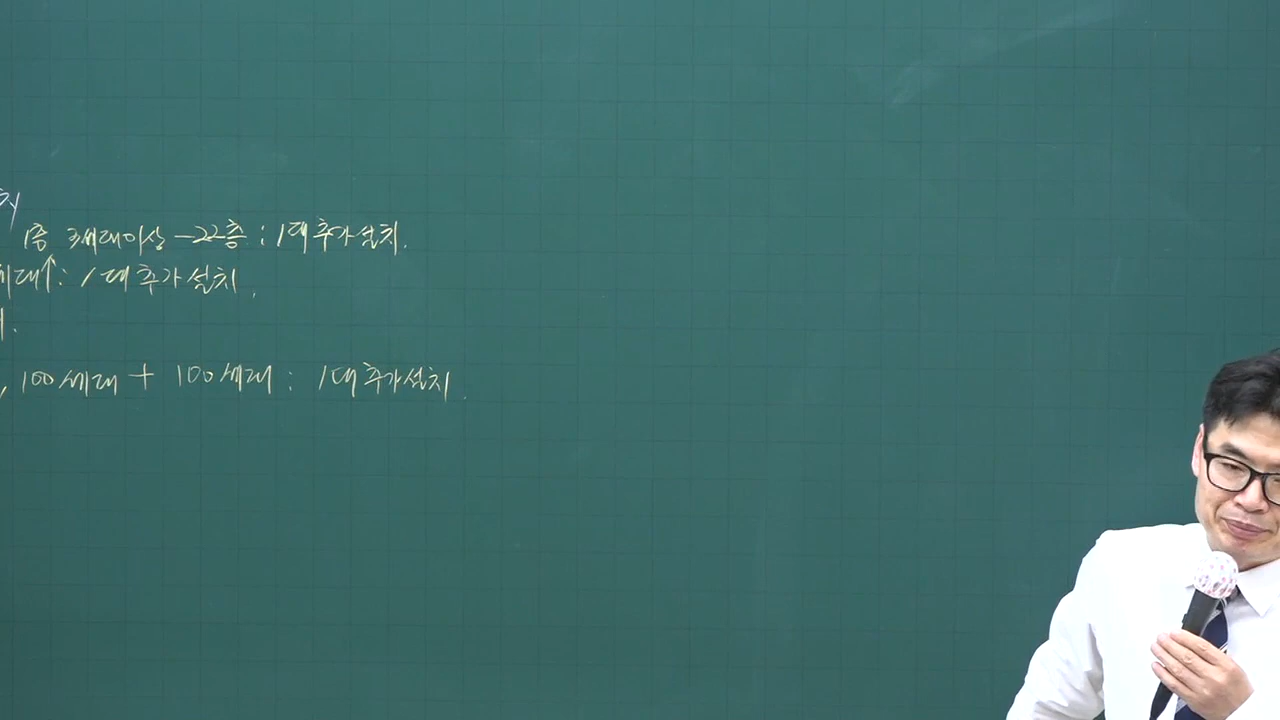 치
1층 3세대이상 - 22층 : 1대 추가설치.
세대↑: 1대 추가설치.
, 100세대 + 100세대 : 1대 추가설치.